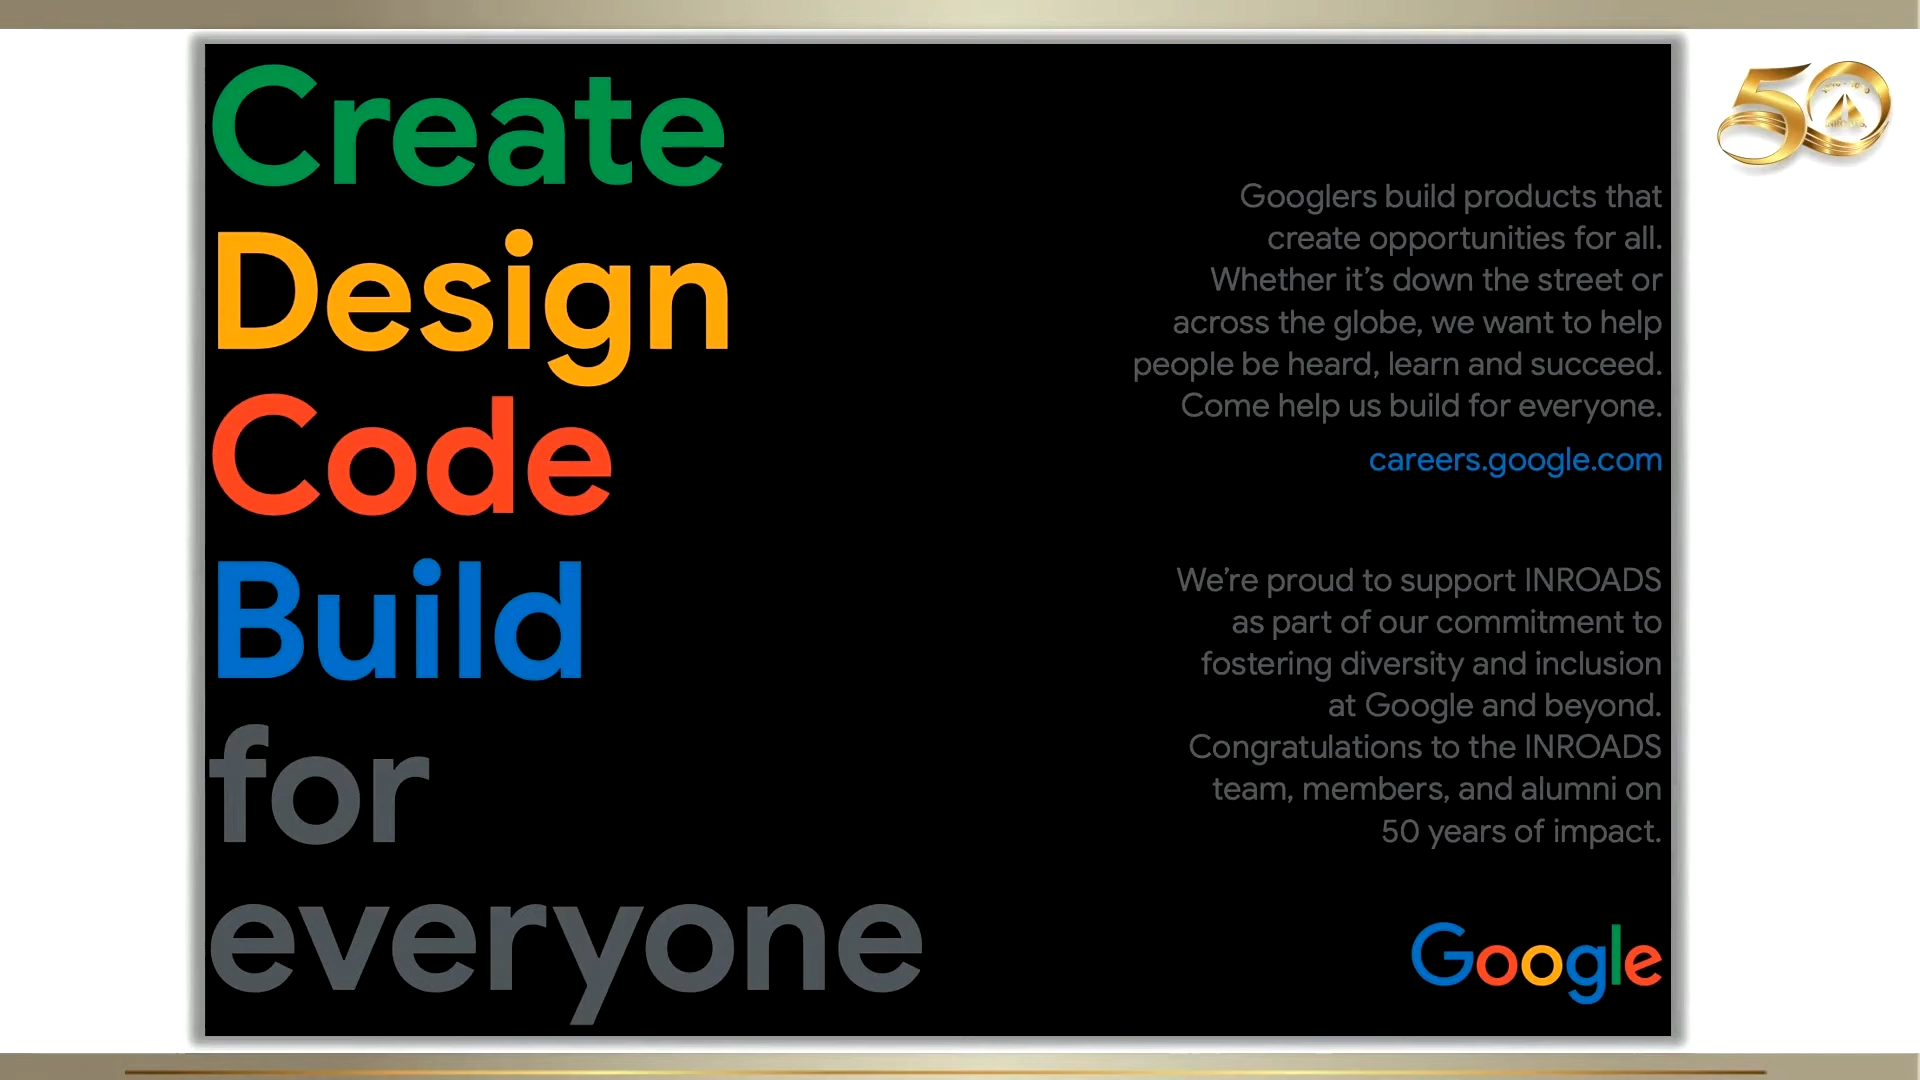 Create
Design
Code
Build
for
everyone
Googlers build products that
create opportunities for all.
Whether it’s down the street or
across the globe, we want to help
people be heard, learn and succeed.
Come help us build for everyone.
careers.google.com
We’re proud to support INROADS
as part of our commitment to
fostering diversity and inclusion
at Google and beyond.
Congratulations to the INROADS
team, members, and alumni on
50 years of impact.
Google
50